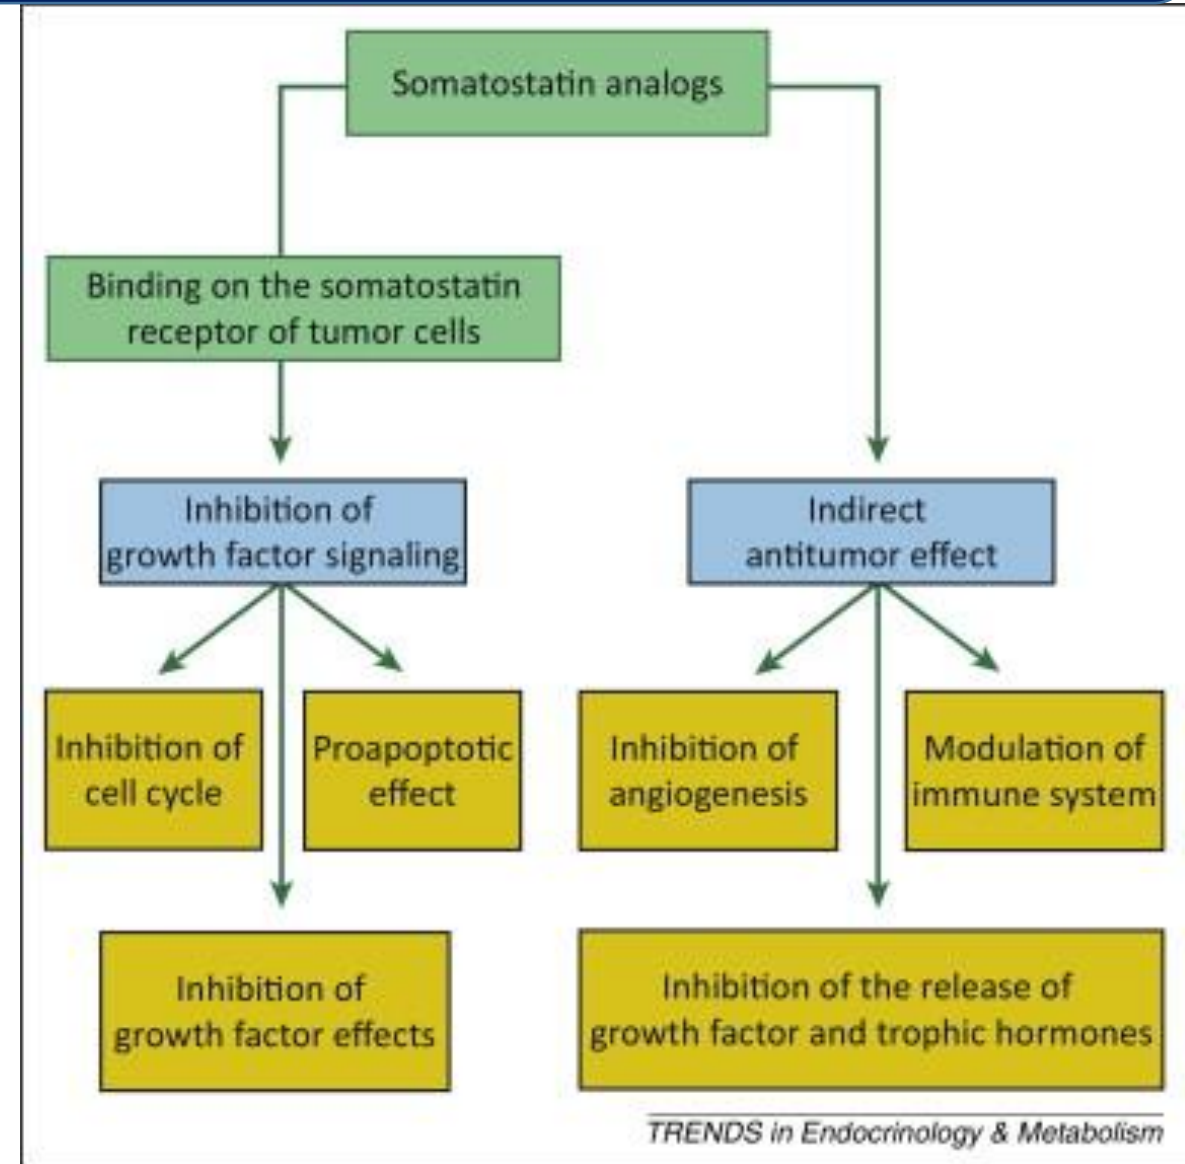 Somatostatin analogs
Binding on the somatostatin
receptor of tumor cells
Inhibition of
growth factor signaling
Indirect
antitumor effect
Inhibition of
cell cycle
Proapoptotic
effect
Inhibition of
angiogenesis
Modulation of
immune system
Inhibition of
growth factor effects
Inhibition of the release of
growth factor and trophic hormones
TRENDS in Endocrinology & Metabolism